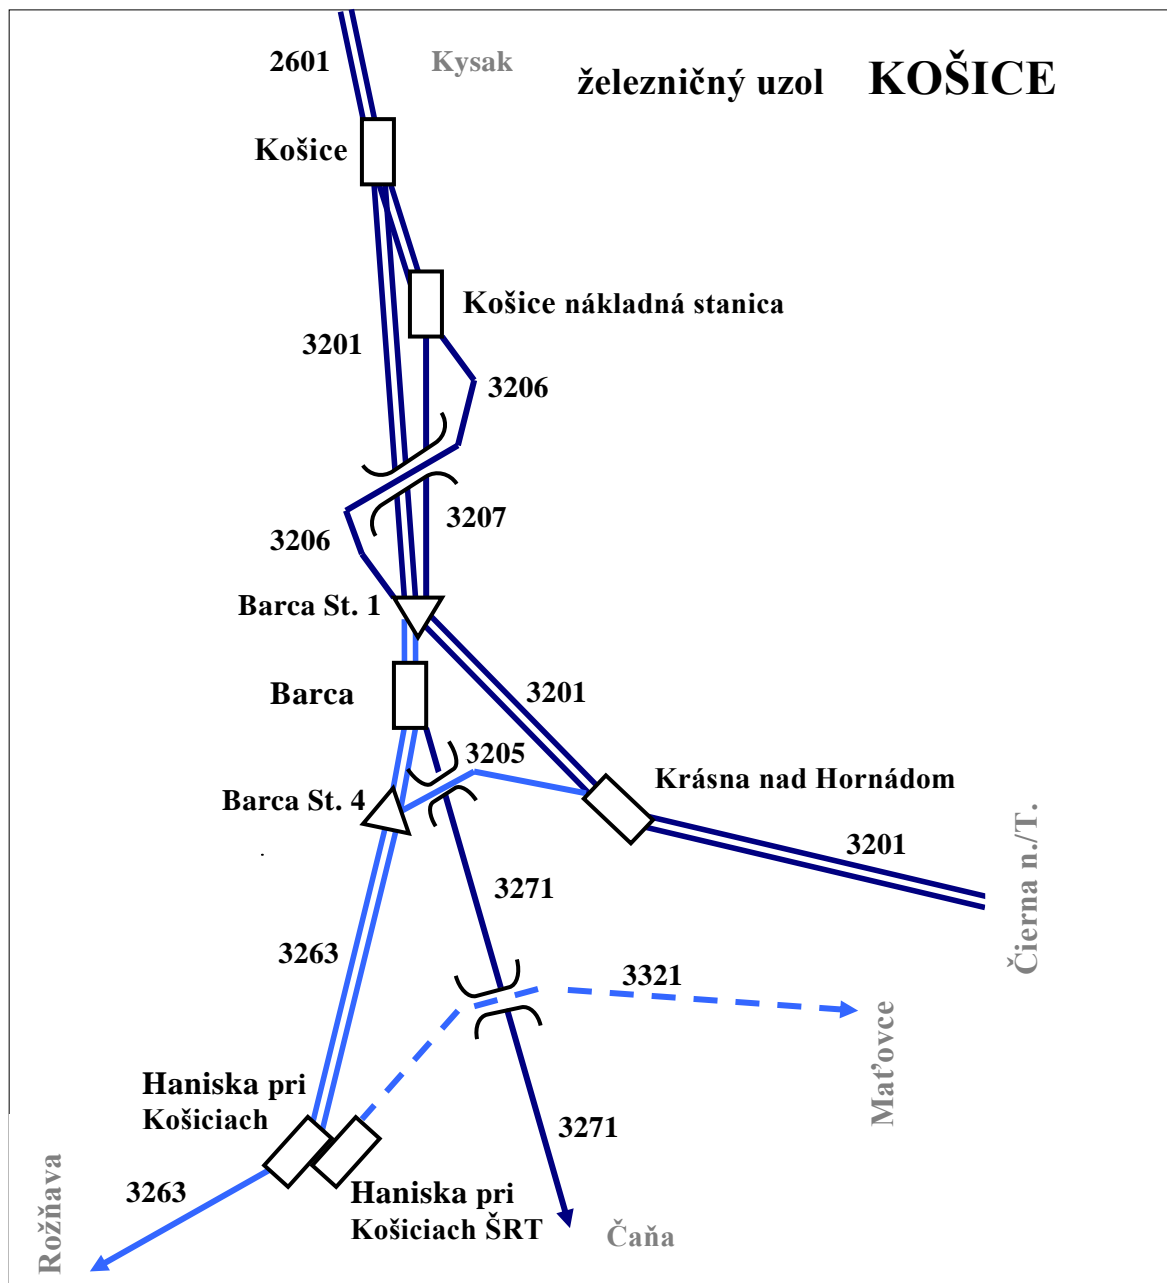 2601
Kysak
železničný uzol KOŠICE
Košice
Košice nákladná stanica
3201
3206
3207
3206
Barca St. 1
Barca
3201
3205
Krásna nad Hornádom
Barca St. 4
3201
Čierna n./T.
3271
3263
3321
Maťovce
Haniska pri
Košiciach
3271
Rožňava
3263
Haniska pri
Košiciach ŠRT
Čaňa